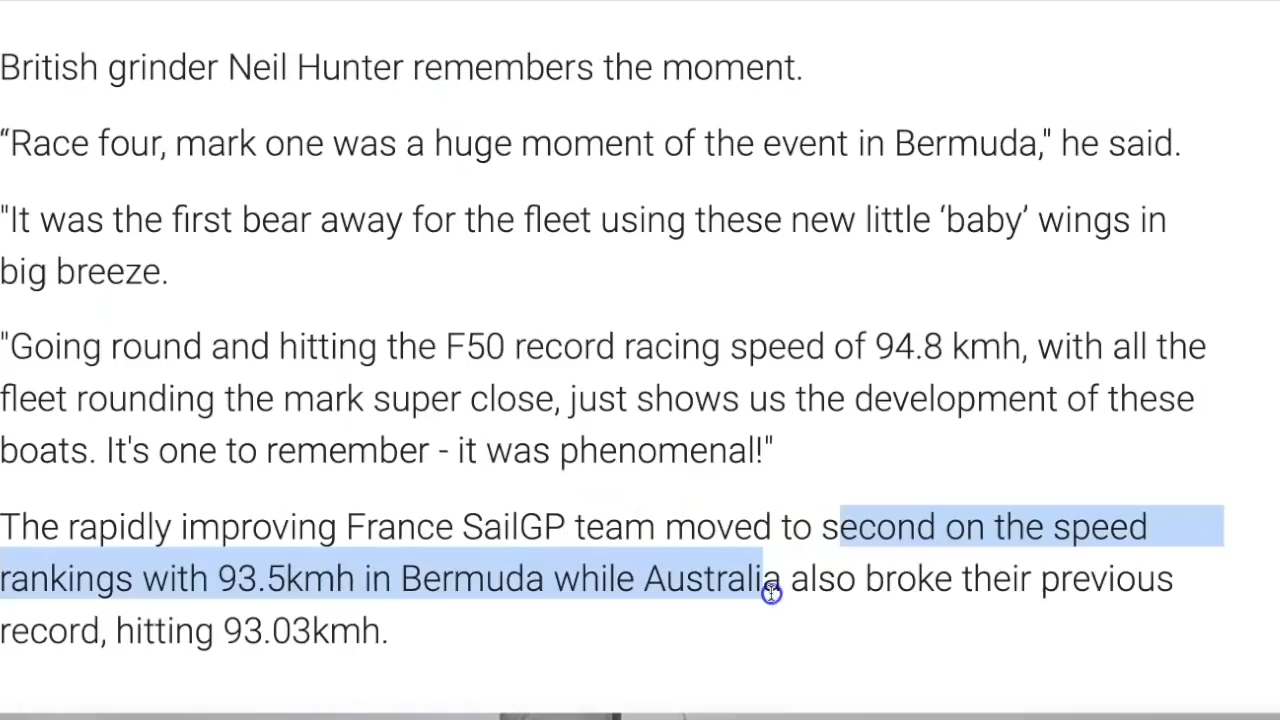 British grinder Neil Hunter remembers the moment.
“Race four, mark one was a huge moment of the event in Bermuda," he said.
"It was the first bear away for the fleet using these new little ‘baby’ wings in
big breeze.
"Going round and hitting the F50 record racing speed of 94.8 kmh, with all the
fleet rounding the mark super close, just shows us the development of these
boats. It's one to remember - it was phenomenal!"
The rapidly improving France SailGP team moved to second on the speed
rankings with 93.5kmh in Bermuda while Australia also broke their previous
record, hitting 93.03kmh.